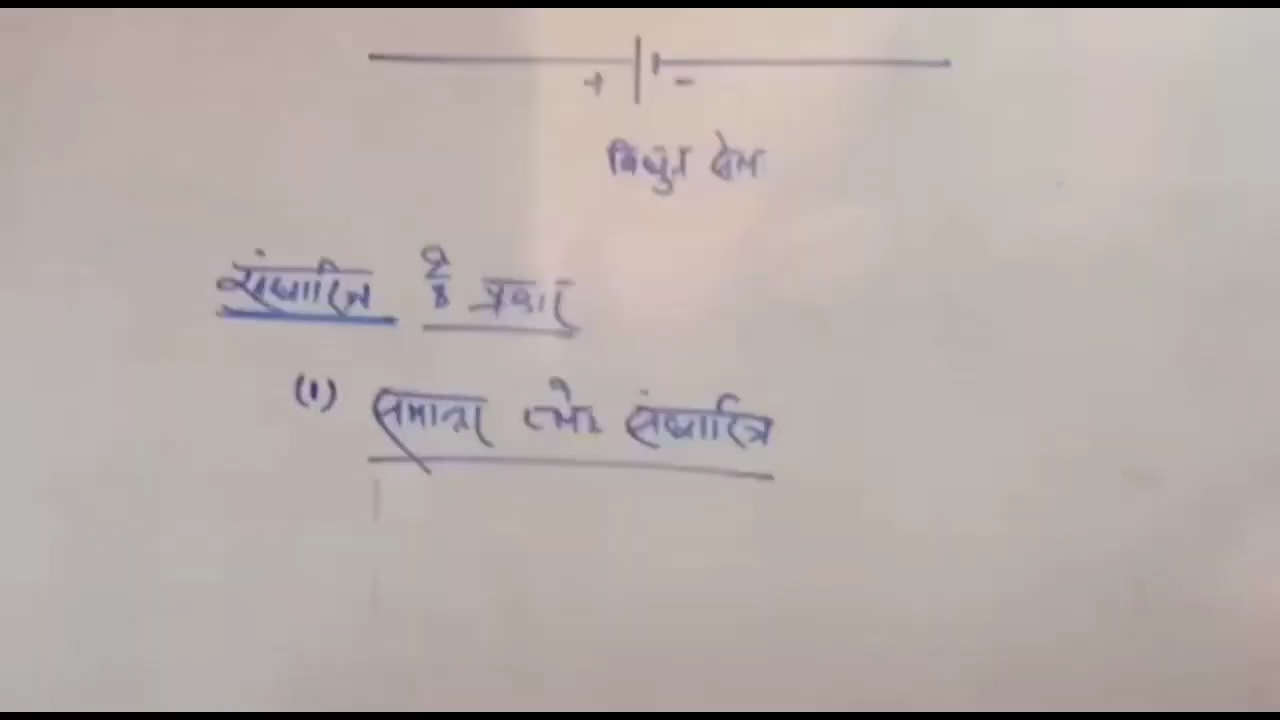 + -
विद्युत सेल
संधारित्र के प्रकार
(1) समान्तर प्लेट संधारित्र